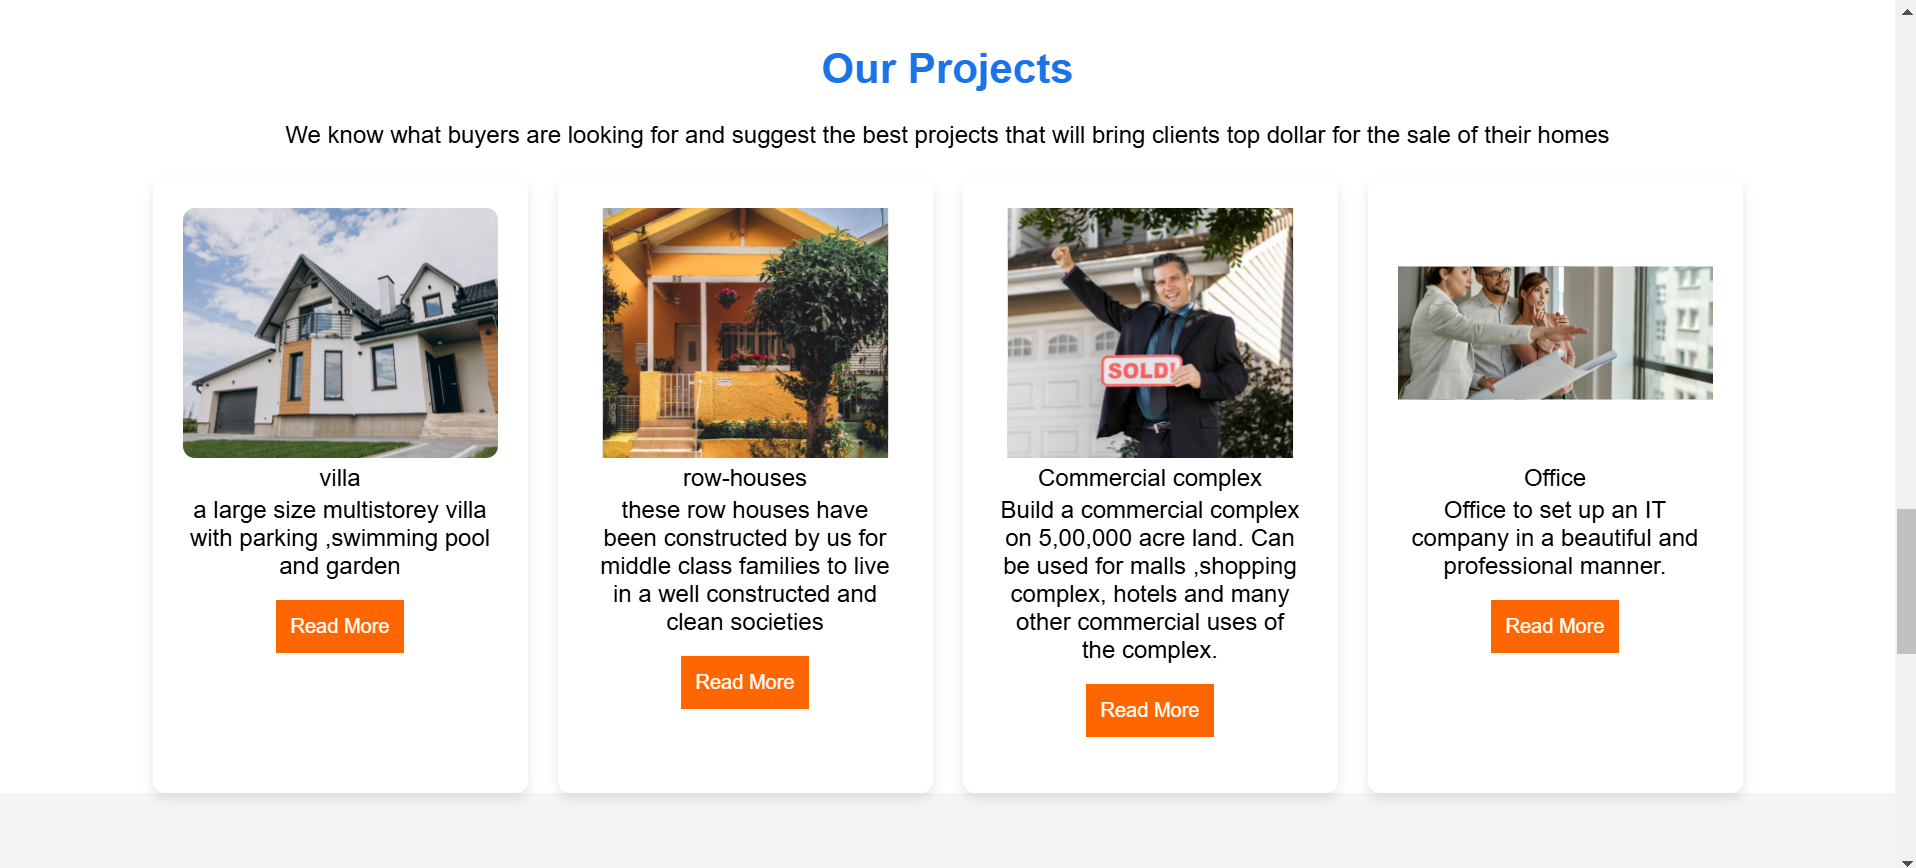 Our Projects
We know what buyers are looking for and suggest the best projects that will bring clients top dollar for the sale of their homes
53
SOLD!
villa
a large size multistorey villa
with parking ,swimming pool
and garden
Read More
row-houses
these row houses have
been constructed by us for
middle class families to live
in a well constructed and
clean societies
Read More
Commercial complex
Build a commercial complex
on 5,00,000 acre land. Can
be used for malls ,shopping
complex, hotels and many
other commercial uses of
the complex.
Read More
Office
Office to set up an IT
company in a beautiful and
professional manner.
Read More